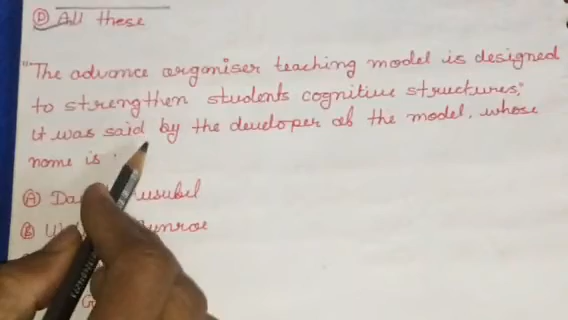 Ⓓ All these
"The advance organiser teaching model is designed
to strengthen students cognitive structures,"
it was said by the developer of the model, whose
name is
Ⓐ
Ⓑ